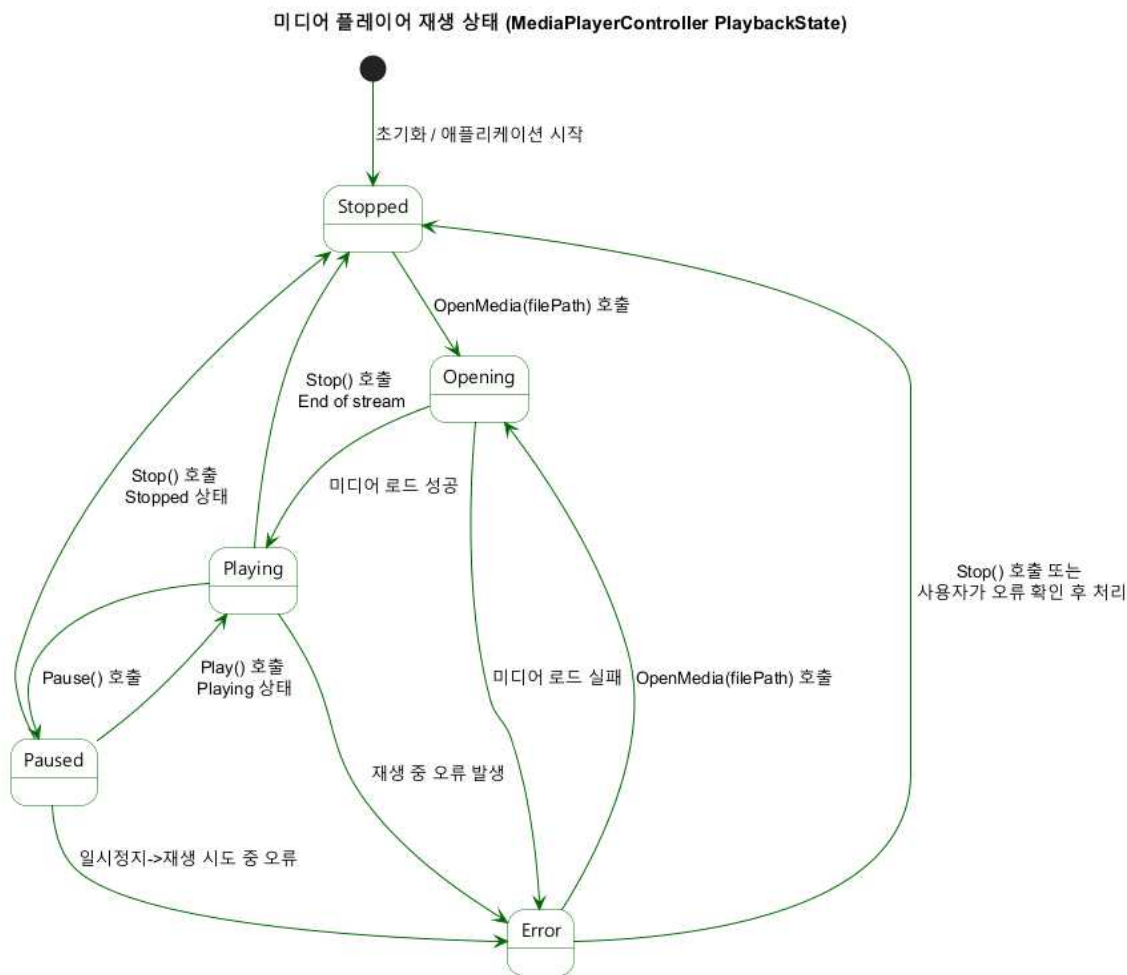 미디어 플레이어 재생 상태 (MediaPlayerController PlaybackState)
초기화 / 애플리케이션 시작
Stopped
OpenMedia(filePath) 호출
Opening
Stop() 호출
End of stream
Stop() 호출
Stopped 상태
미디어 로드 성공
Playing
Stop() 호출 또는
사용자가 오류 확인 후 처리
Pause() 호출
Play() 호출
Playing 상태
미디어 로드 실패
OpenMedia(filePath) 호출
Paused
재생 중 오류 발생
일시정지->재생 시도 중 오류
Error